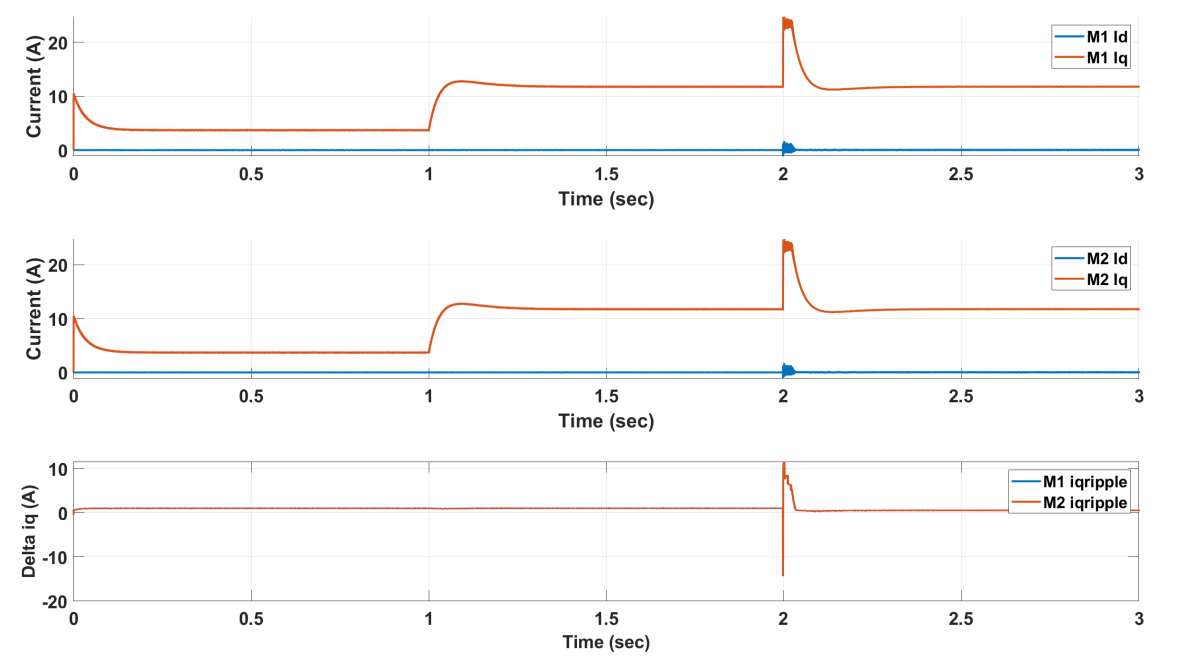 Current (A)
20
10
0
M1 Id
M1 Iq
0
0.5
1
1.5
2
2.5
3
Time (sec)
Current (A)
20
10
0
M2 Id
M2 Iq
0
0.5
1
1.5
2
2.5
3
Time (sec)
Delta iq (A)
10
0
-10
-20
M1 iqripple
M2 iqripple
0
0.5
1
1.5
2
2.5
3
Time (sec)